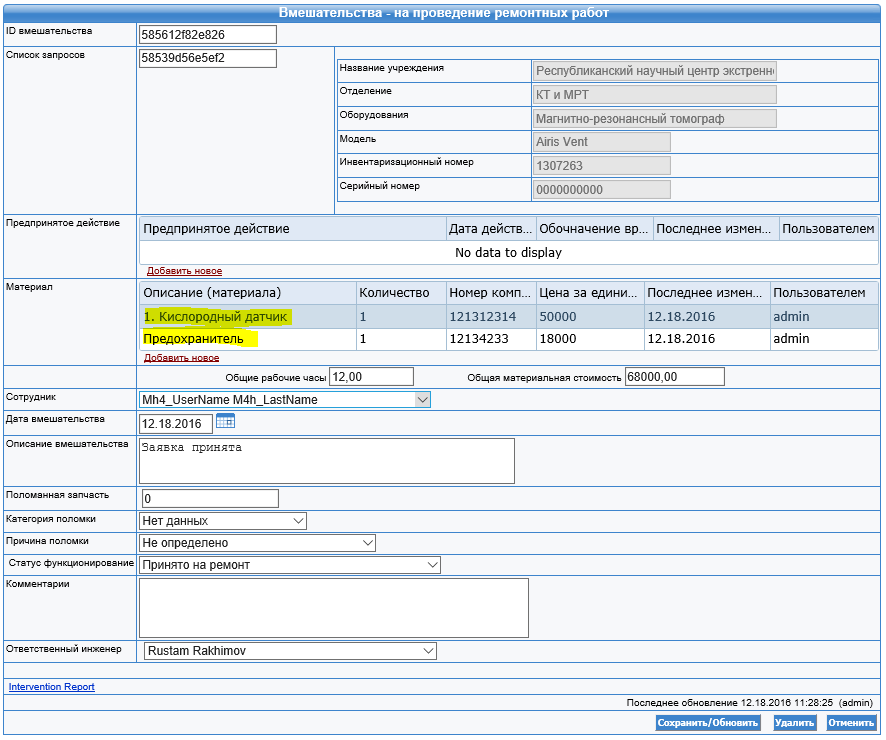 Вмешательства - на проведение ремонтных работ
ID вмешательства 585612f82e826
Список запросов 58539d56e5ef2
Название учреждения Республиканский научный центр экстренн
Отделение КТ и МРТ
Оборудования Магнитно-резонансный томограф
Модель Airis Vent
Инвентаризационный номер 1307263
Серийный номер 0000000000
Предпринятое действие
Предпринятое действие Дата действ... Обочначение вр... Последнее измен... Пользователем
No data to display
Добавить новое
Материал
Описание (материала) Количество Номер комп... Цена за едини... Последнее измен... Пользователем
1. Кислородный датчик 1 121312314 50000 12.18.2016 admin
Предохранитель 1 12134233 18000 12.18.2016 admin
Добавить новое
Общие рабочие часы 12,00 Общая материальная стоимость 68000,00
Сотрудник Mh4_UserName M4h_LastName
Дата вмешательства 12.18.2016
Описание вмешательства Заявка принята
Поломанная запчасть 0
Категория поломки Нет данных
Причина поломки Не определено
Статус функционирование Принято на ремонт
Комментарии
Ответственный инженер Rustam Rakhimov
Intervention Report
Последнее обновление 12.18.2016 11:28:25 (admin)
Сохранить/Обновить Удалить Отменить